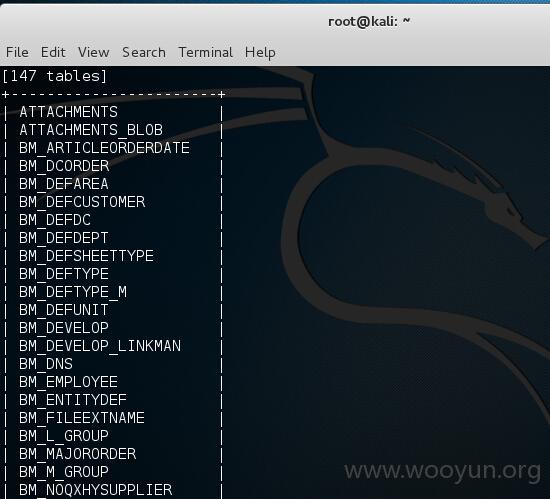 root@kali: ~
File Edit View Search Terminal Help
[147 tables]
+-----------------------+
| ATTACHMENTS |
| ATTACHMENTS_BLOB |
| BM_ARTICLEORDERDATE |
| BM_DCORDER |
| BM_DEFAREA |
| BM_DEFCUSTOMER |
| BM_DEFDC |
| BM_DEFDEPT |
| BM_DEFSHEETTYPE |
| BM_DEFTYPE |
| BM_DEFTYPE_M |
| BM_DEFUNIT |
| BM_DEVELOP |
| BM_DEVELOP_LINKMAN |
| BM_DNS |
| BM_EMPLOYEE |
| BM_ENTITYDEF |
| BM_FILEEXTNAME |
| BM_L_GROUP |
| BM_MAJORORDER |
| BM_M_GROUP |
| BM_NOQXHYSUPPLIER |
www.wooyun.org